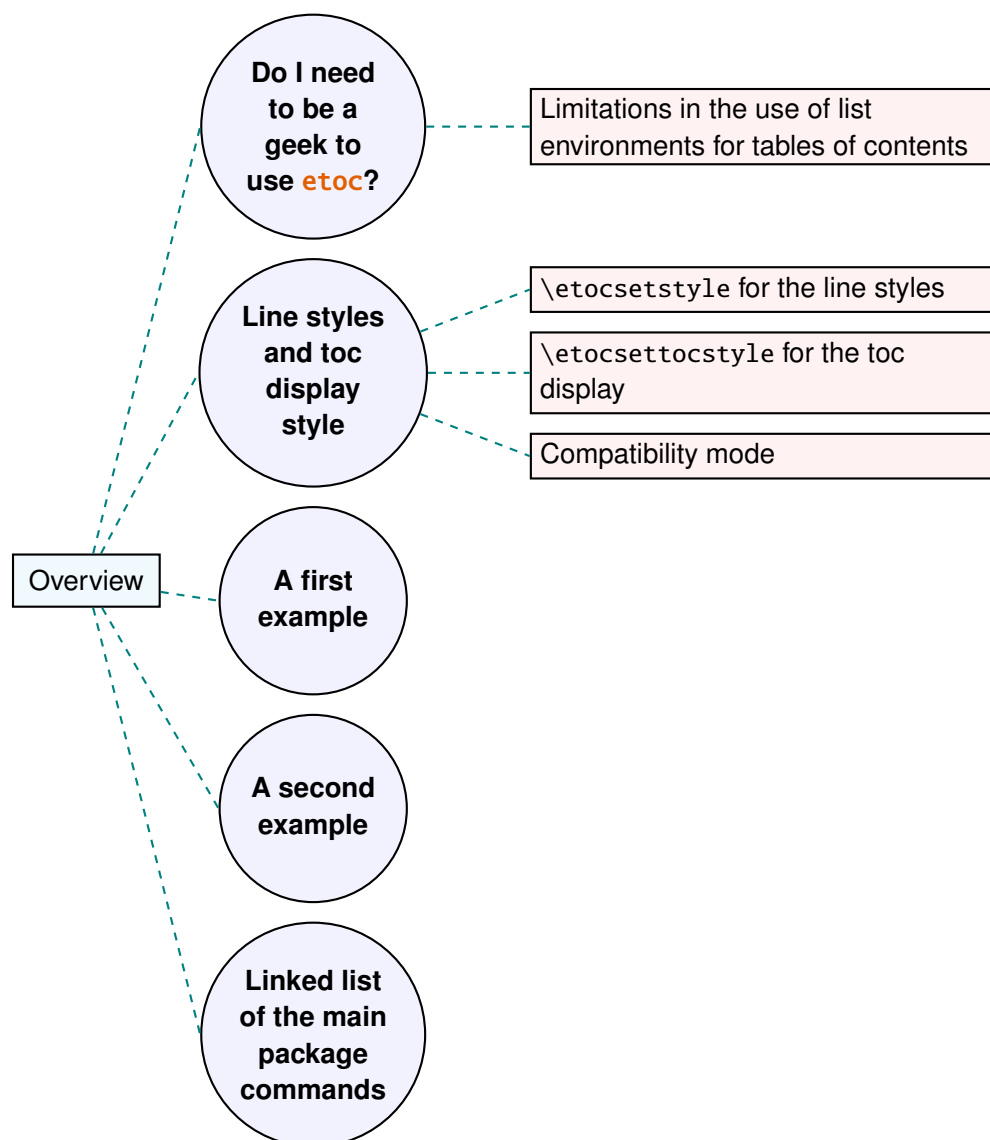 Do I need
to be a
geek to
use etoc?
Limitations in the use of list
environments for tables of contents
Line styles
and toc
display
style
\etocsetstyle for the line styles
\etocsettocstyle for the toc
display
Compatibility mode
Overview
A first
example
A second
example
Linked list
of the main
package
commands